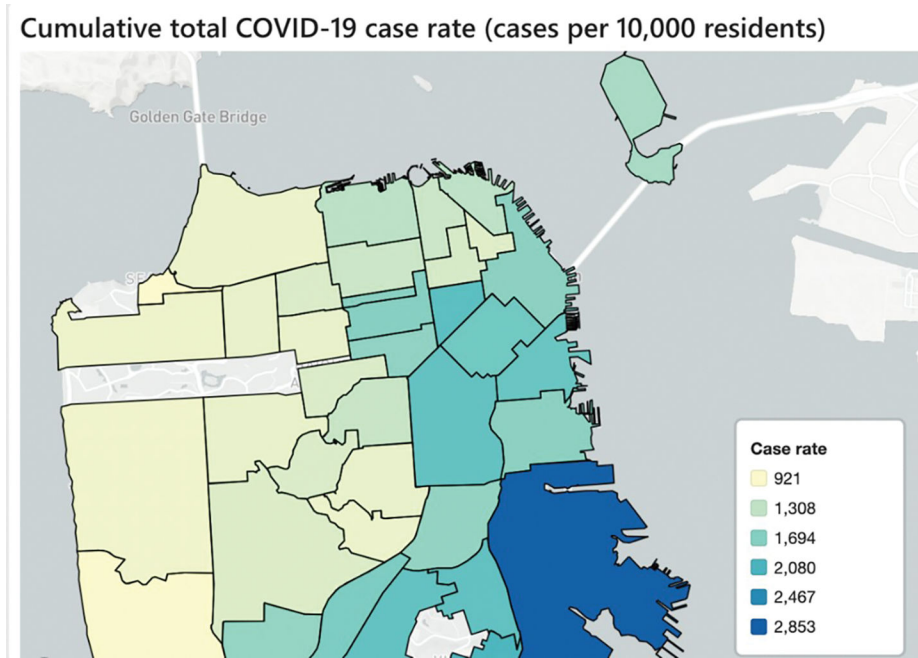 Cumulative total COVID-19 case rate (cases per 10,000 residents)
Golden Gate Bridge
Case rate
921
1,308
1,694
2,080
2,467
2,853